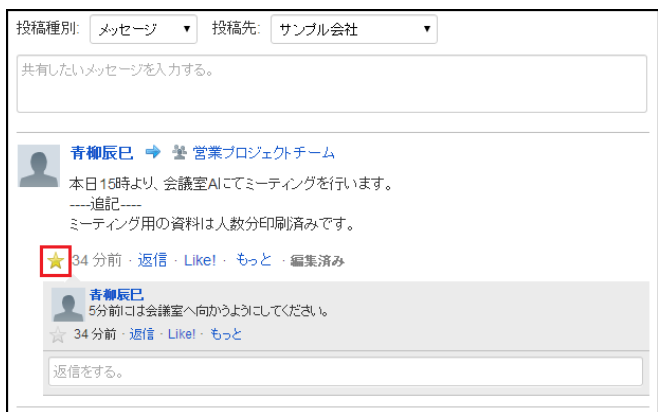 投稿種別: メッセージ 投稿先: サンプル会社
共有したいメッセージを入力する。
青柳辰巳 営業プロジェクトチーム
本日15時より、会議室AIにてミーティングを行います。
----追記----
ミーティング用の資料は人数分印刷済みです。
34 分前 · 返信 · Like! · もっと · 編集済み
青柳辰巳
5分前には会議室へ向かうようにしてください。
34 分前 · 返信 · Like! · もっと
返信をする。